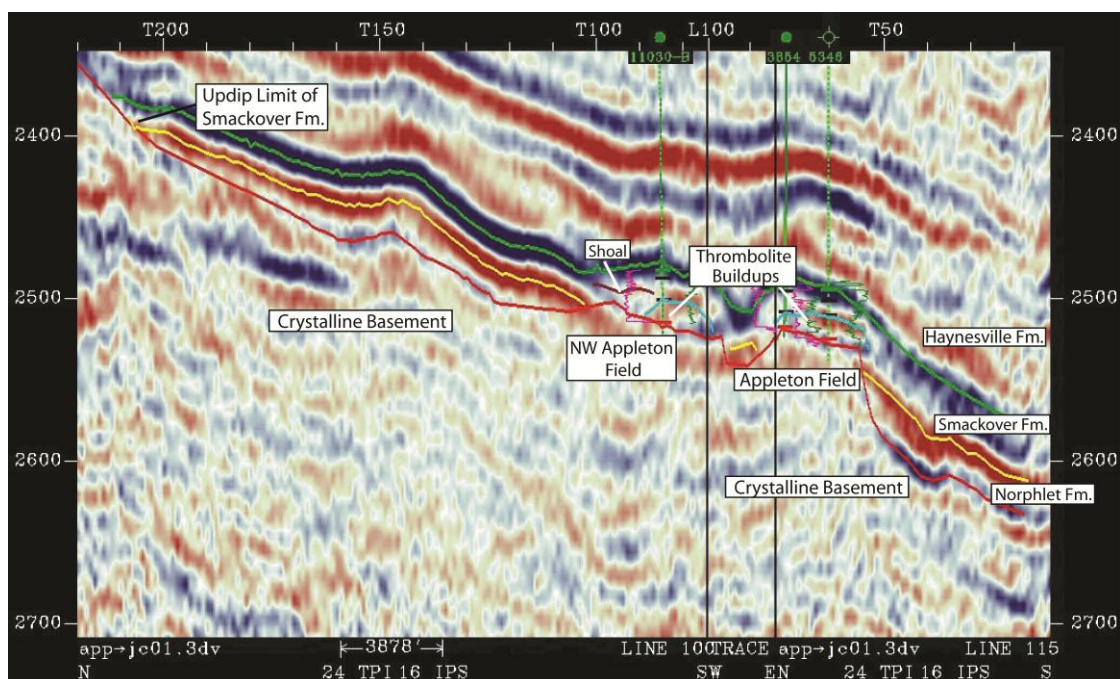 T200 T150 T100 L100 T50
11030-B 3854 5346
Updip Limit of
Smackover Fm.
2400 2400
Shoal
Thrombolite
Buildups
2500 2500
Crystalline Basement
Haynesville Fm.
NW Appleton
Field
Appleton Field
Smackover Fm.
2600 2600
Crystalline Basement
Norphlet Fm.
2700 2700
app→jc01.3dv 3878' LINE 100TRACE app→jc01.3dv LINE 115
N 24 TPI 16 IPS SW EN 24 TPI 16 IPS S